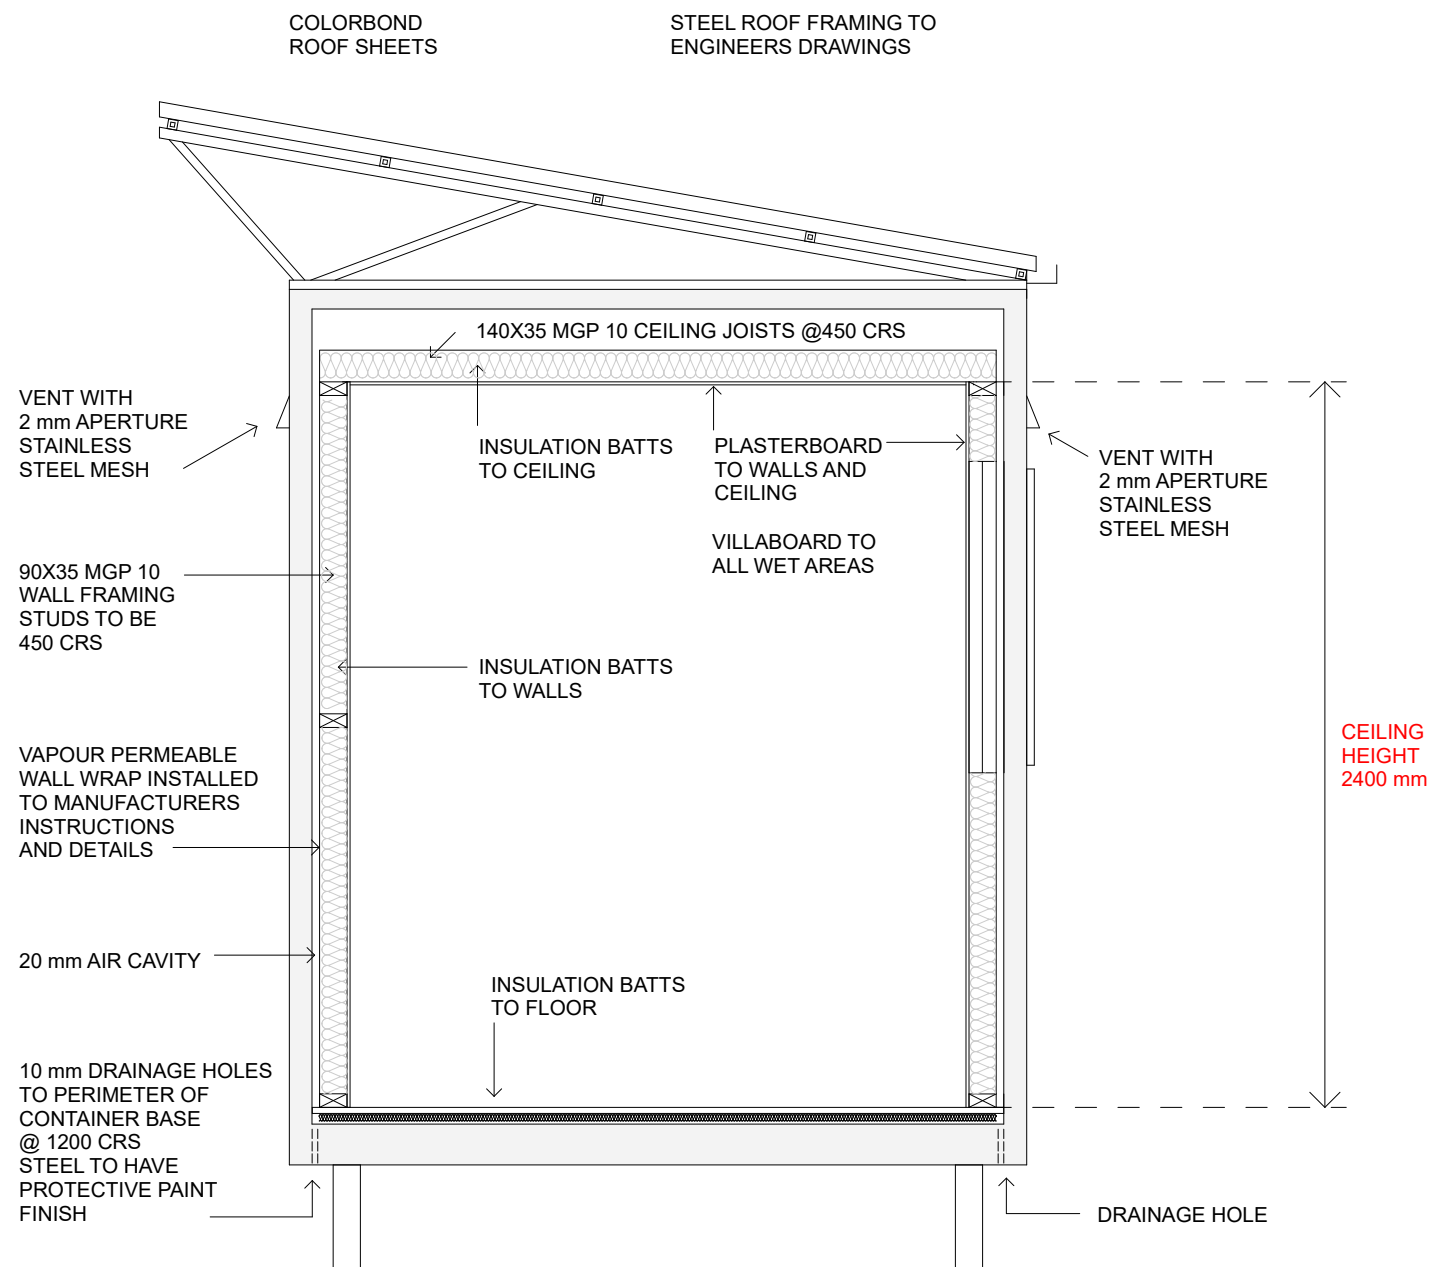 COLORBOND
ROOF SHEETS
STEEL ROOF FRAMING TO
ENGINEERS DRAWINGS
140X35 MGP 10 CEILING JOISTS @450 CRS
VENT WITH
2 mm APERTURE
STAINLESS
STEEL MESH
INSULATION BATTS
TO CEILING
PLASTERBOARD
TO WALLS AND
CEILING
VILLABOARD TO
ALL WET AREAS
VENT WITH
2 mm APERTURE
STAINLESS
STEEL MESH
90X35 MGP 10
WALL FRAMING
STUDS TO BE
450 CRS
INSULATION BATTS
TO WALLS
CEILING
HEIGHT
2400 mm
VAPOUR PERMEABLE
WALL WRAP INSTALLED
TO MANUFACTURERS
INSTRUCTIONS
AND DETAILS
20 mm AIR CAVITY
INSULATION BATTS
TO FLOOR
10 mm DRAINAGE HOLES
TO PERIMETER OF
CONTAINER BASE
@ 1200 CRS
STEEL TO HAVE
PROTECTIVE PAINT
FINISH
DRAINAGE HOLE